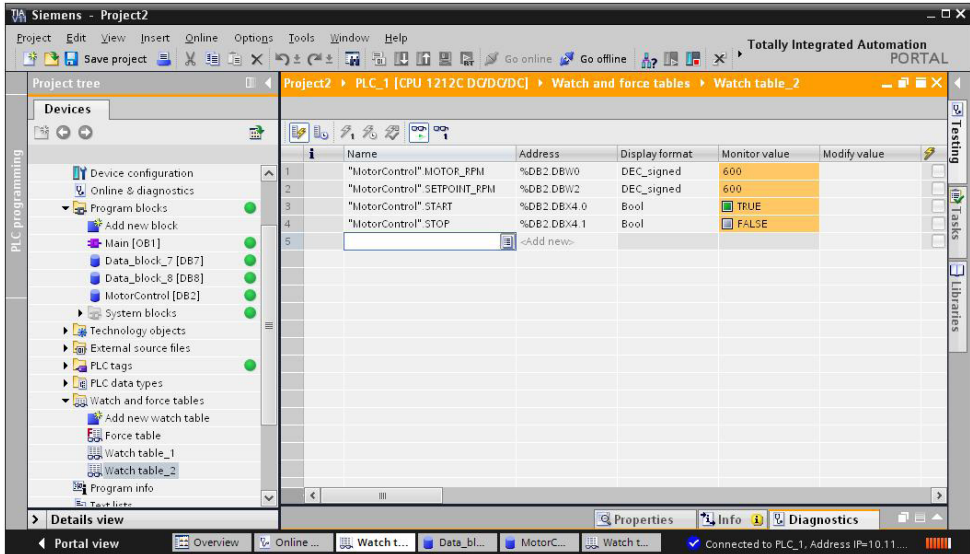 Siemens - Project2
Project Edit View Insert Online Options Tools Window Help
Save project Go online Go offline
Totally Integrated Automation
PORTAL
Project tree
Project2 PLC_1 [CPU 1212C DC/DC/DC] Watch and force tables Watch table_2
Devices
PLC programming
Device configuration
Online & diagnostics
Program blocks
Add new block
Main [OB1]
Data_block_7 [DB7]
Data_block_8 [DB8]
MotorControl [DB2]
System blocks
Technology objects
External source files
PLC tags
PLC data types
Watch and force tables
Add new watch table
Force table
Watch table_1
Watch table_2
Program info
Text lists
Details view
i Name Address Display format Monitor value Modify value
1 "MotorControl".MOTOR_RPM %DB2.DBW0 DEC_signed 600
2 "MotorControl".SETPOINT_RPM %DB2.DBW2 DEC_signed 600
3 "MotorControl".START %DB2.DBX4.0 Bool TRUE
4 "MotorControl".STOP %DB2.DBX4.1 Bool FALSE
5 <Add new>
Testing
Tasks
Libraries
Properties Info Diagnostics
Portal view Overview Online ... Watch t... Data_bl... MotorC... Watch t... Connected to PLC_1, Address IP=10.11....